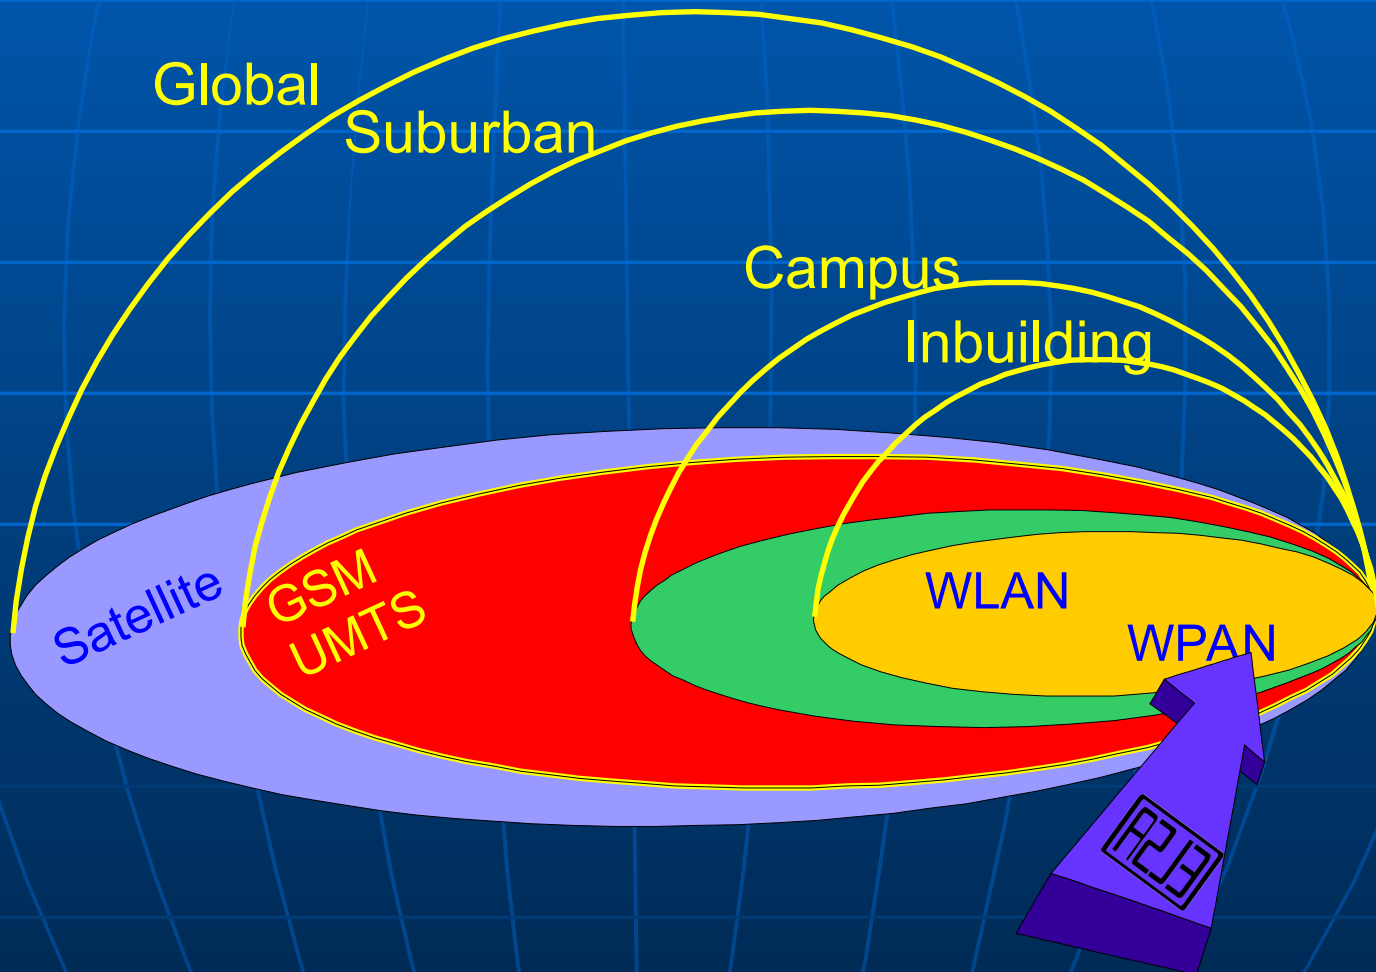 Global
Suburban
Campus
Inbuilding
Satellite
GSM
UMTS
WLAN
WPAN